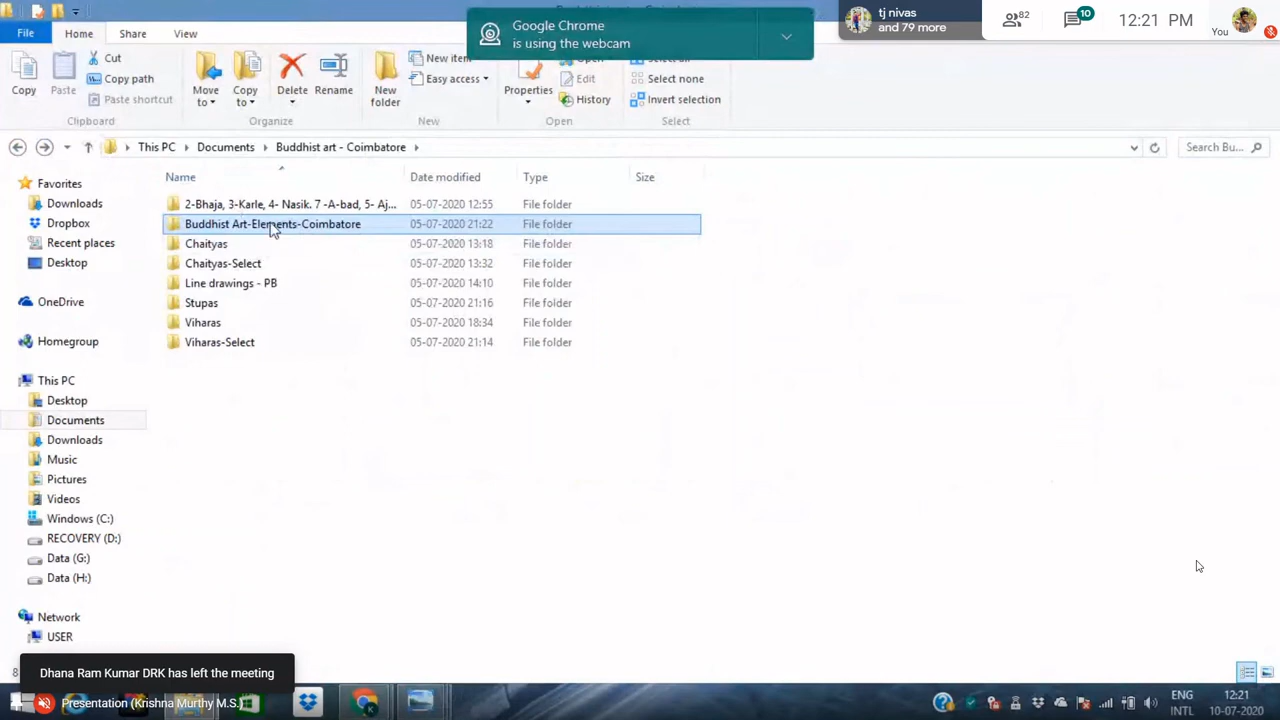 Google Chrome
is using the webcam
tj nivas
and 79 more
82
10
12:21 PM
You
File
Home
Share
View
Copy
Paste
Cut
Copy path
Paste shortcut
Move
to
Copy
to
Delete
Rename
New
folder
New item
Easy access
Properties
Open
Edit
History
Select all
Select none
Invert selection
Clipboard
Organize
New
Open
Select
This PC
Documents
Buddhist art - Coimbatore
Search Bu...
Name
Date modified
Type
Size
2-Bhaja, 3-Karle, 4- Nasik. 7 -A-bad, 5- Aj... 05-07-2020 12:55 File folder
Buddhist Art-Elements-Coimbatore 05-07-2020 21:22 File folder
Chaityas 05-07-2020 13:18 File folder
Chaityas-Select 05-07-2020 13:32 File folder
Line drawings - PB 05-07-2020 14:10 File folder
Stupas 05-07-2020 21:16 File folder
Viharas 05-07-2020 18:34 File folder
Viharas-Select 05-07-2020 21:14 File folder
Favorites
Downloads
Dropbox
Recent places
Desktop
OneDrive
Homegroup
This PC
Desktop
Documents
Downloads
Music
Pictures
Videos
Windows (C:)
RECOVERY (D:)
Data (G:)
Data (H:)
Network
USER
8
Dhana Ram Kumar DRK has left the meeting
Presentation (Krishna Murthy M.S.)
ENG
INTL
12:21
10-07-2020